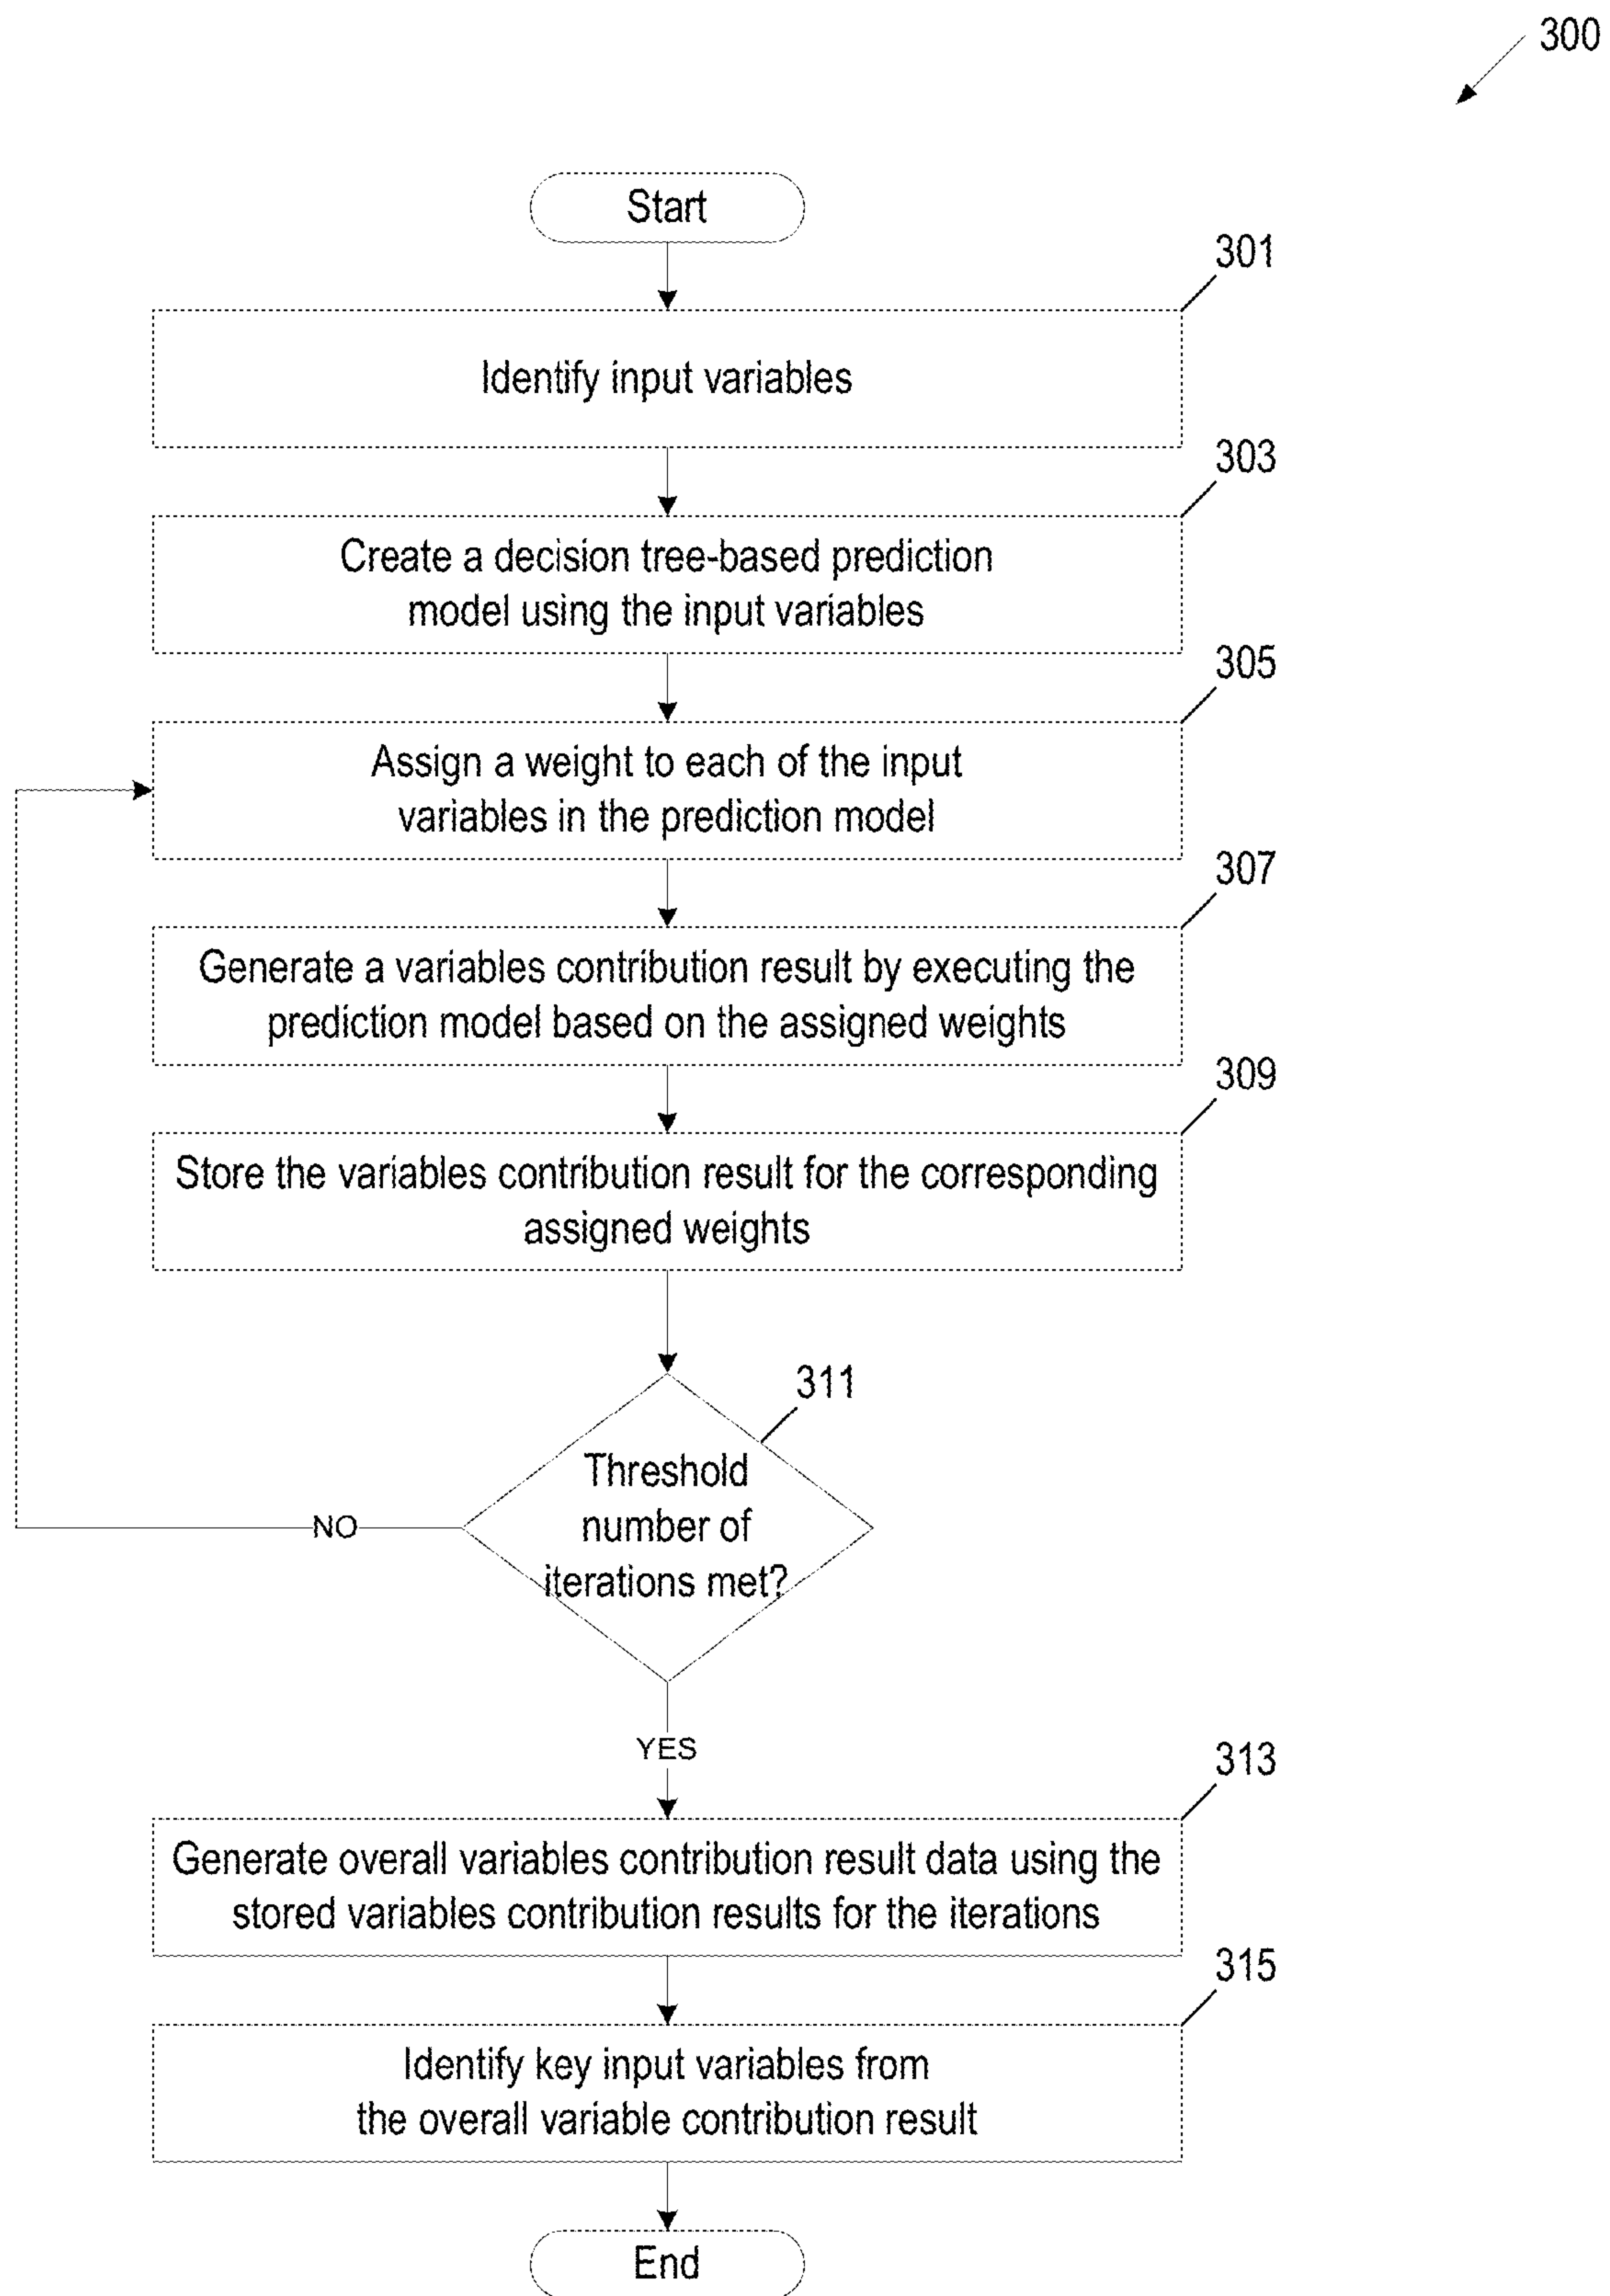 300
Start
301
Identify input variables
303
Create a decision tree-based prediction
model using the input variables
305
Assign a weight to each of the input
variables in the prediction model
307
Generate a variables contribution result by executing the
prediction model based on the assigned weights
309
Store the variables contribution result for the corresponding
assigned weights
311
Threshold
number of
iterations met?
NO
YES
313
Generate overall variables contribution result data using the
stored variables contribution results for the iterations
315
Identify key input variables from
the overall variable contribution result
End